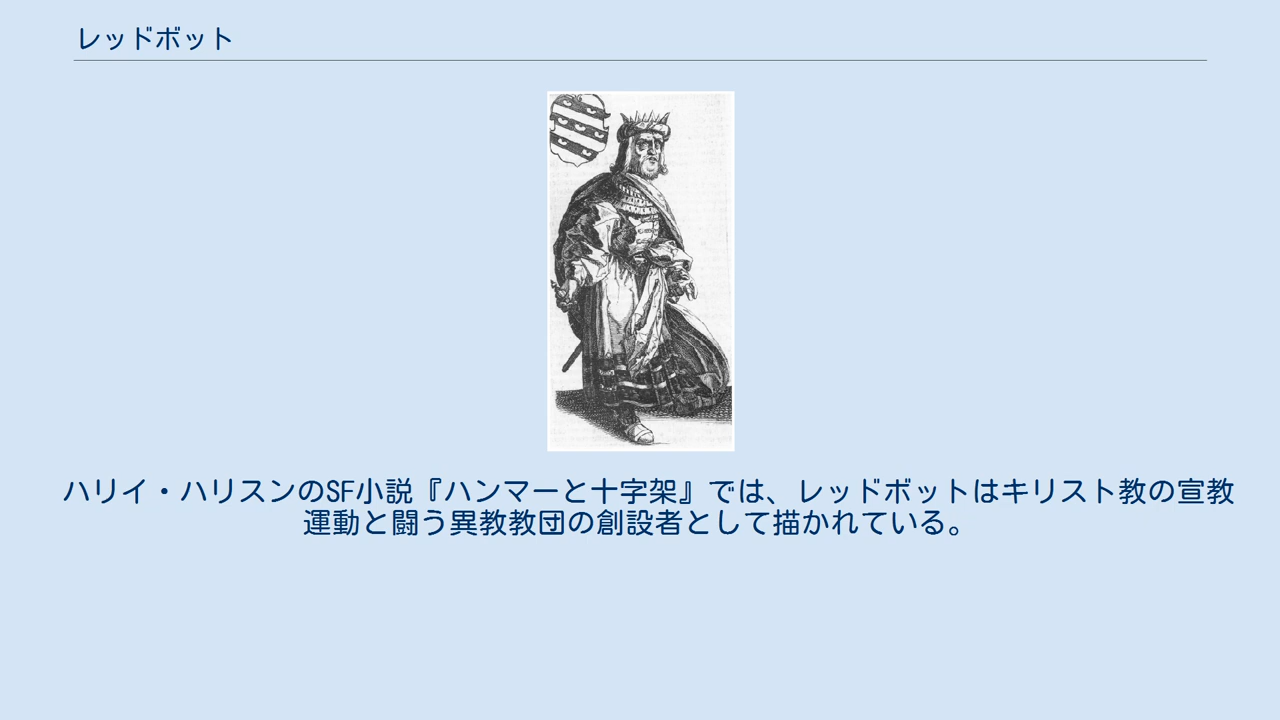 レッドボット
ハリイ・ハリスンのSF小説『ハンマーと十字架』では、レッドボットはキリスト教の宣教
運動と闘う異教教団の創設者として描かれている。